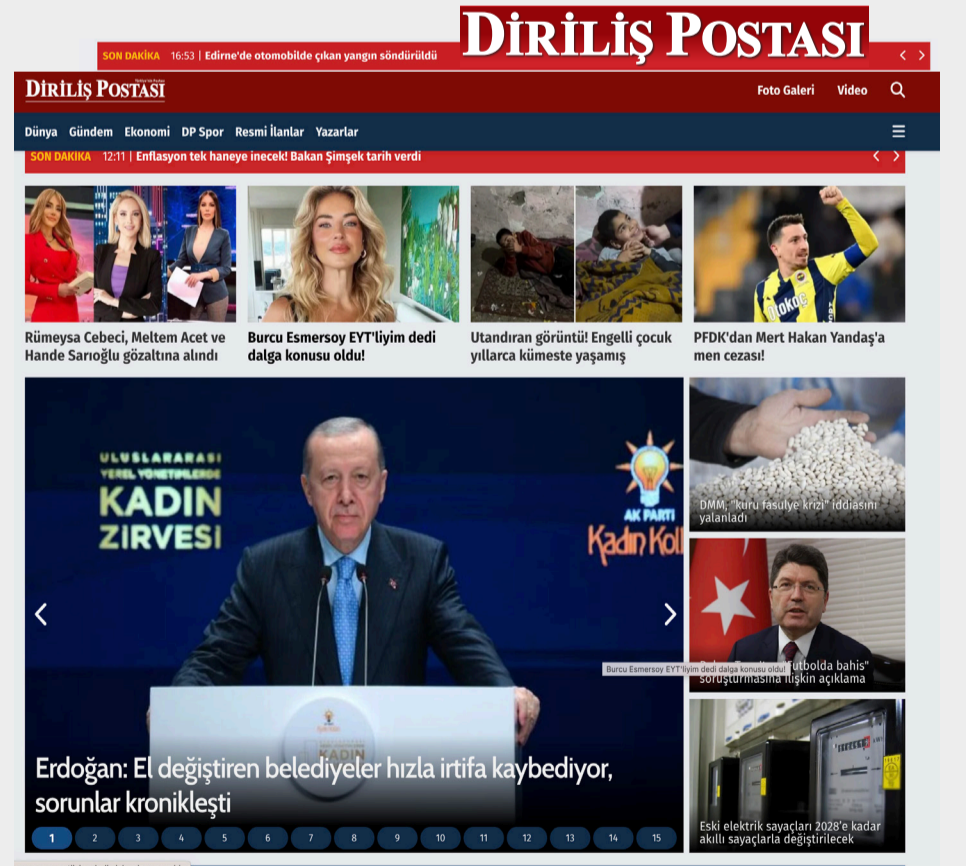 DİRİLİŞ POSTASI
SON DAKİKA 16:53 | Edirne'de otomobilde çıkan yangın söndürüldü
DİRİLİŞ POSTASI
Foto Galeri Video
Dünya Gündem Ekonomi DP Spor Resmi İlanlar Yazarlar
SON DAKİKA 12:11 | Enflasyon tek haneye inecek! Bakan Şimşek tarih verdi
Otokoç
Rümeysa Cebeci, Meltem Acet ve
Hande Sarıoğlu gözaltına alındı
Burcu Esmersoy EYT'liyim dedi
dalga konusu oldu!
Utandıran görüntü! Engelli çocuk
yıllarca kümeste yaşamış
PFDK'dan Mert Hakan Yandaş'a
men cezası!
ULUSLARARASI
YEREL YÖNETİMLERDE
KADIN
ZİRVESİ
AK PARTİ
Kadın Koll
DMM, "kuru fasulye krizi" iddiasını
yalanladı
Burcu Esmersoy EYT'liyim dedi dalga konusu oldu!
futbolda bahis"
soruşturmasına ilişkin açıklama
KADIN
Erdoğan: El değiştiren belediyeler hızla irtifa kaybediyor,
sorunlar kronikleşti
1 2 3 4 5 6 7 8 9 10 11 12 13 14 15
Eski elektrik sayaçları 2028'e kadar
akıllı sayaçlarla değiştirilecek